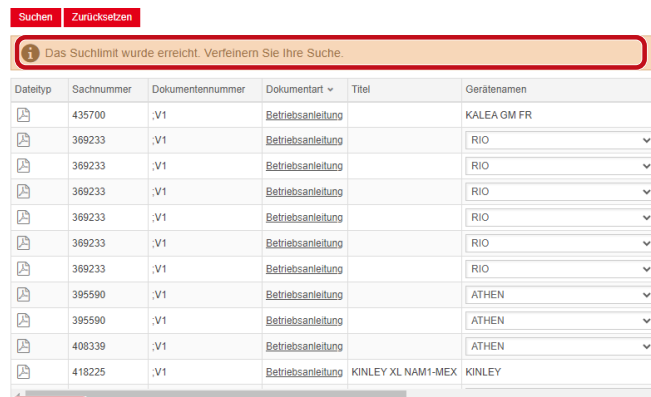 Suchen Zurücksetzen
Das Suchlimit wurde erreicht. Verfeinern Sie Ihre Suche.
Dateityp Sachnummer Dokumentennummer Dokumentart Titel Gerätenamen
435700 ;V1 Betriebsanleitung KALEA GM FR
369233 ;V1 Betriebsanleitung RIO
369233 ;V1 Betriebsanleitung RIO
369233 ;V1 Betriebsanleitung RIO
369233 ;V1 Betriebsanleitung RIO
369233 ;V1 Betriebsanleitung RIO
369233 ;V1 Betriebsanleitung RIO
395590 ;V1 Betriebsanleitung ATHEN
395590 ;V1 Betriebsanleitung ATHEN
408339 ;V1 Betriebsanleitung ATHEN
418225 ;V1 Betriebsanleitung KINLEY XL NAM1-MEX KINLEY